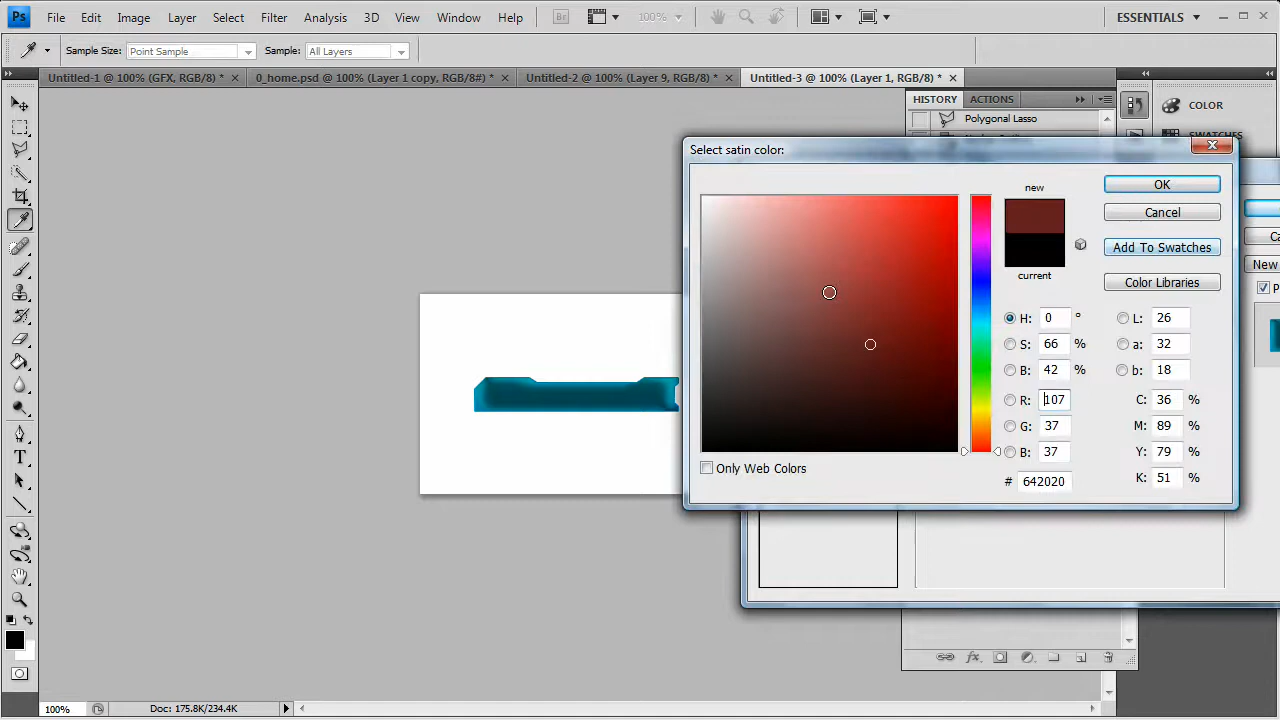 Ps File Edit Image Layer Select Filter Analysis 3D View Window Help Br 100% ESSENTIALS
Sample Size: Point Sample Sample: All Layers
Untitled-1 @ 100% (GFX, RGB/8) * 0_home.psd @ 100% (Layer 1 copy, RGB/8#) * Untitled-2 @ 100% (Layer 9, RGB/8) * Untitled-3 @ 100% (Layer 1, RGB/8) *
HISTORY ACTIONS COLOR
Polygonal Lasso
SWATCHES
Select satin color:
new OK
Cancel
Add To Swatches
current Color Libraries
New
H: 0 ° L: 26
S: 66 % a: 32
B: 42 % b: 18
R: 107 C: 36 %
G: 37 M: 89 %
B: 37 Y: 79 %
Only Web Colors # 642020 K: 51 %
T
fx
100% Doc: 175.8K/234.4K